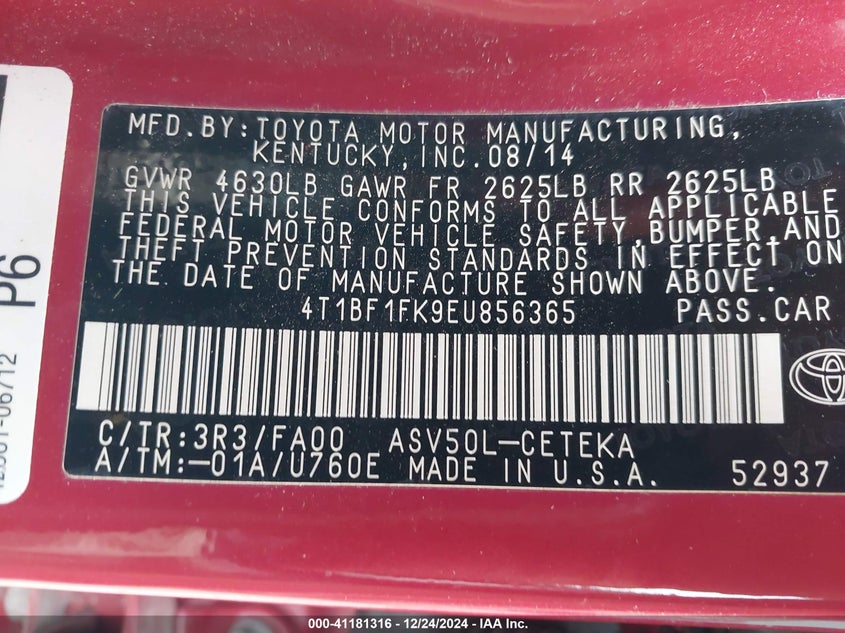 MFD.BY:TOYOTA MOTOR MANUFACTURING,
KENTUCKY,INC.08/14
GVWR 4630LB GAWR FR 2625LB RR 2625LB
THIS VEHICLE CONFORMS TO ALL APPLICABLE
FEDERAL MOTOR VEHICLE SAFETY,BUMPER,AND
THEFT PREVENTION STANDARDS IN EFFECT ON
THE DATE OF MANUFACTURE SHOWN ABOVE.
4T1BF1FK9EU856365 PASS.CAR
C/TR:3R3/FA00 ASV50L-CETEKA
A/TM:-01A/U760E MADE IN U.S.A. 52937
P6
000-41181316 - 12/24/2024 - IAA Inc.